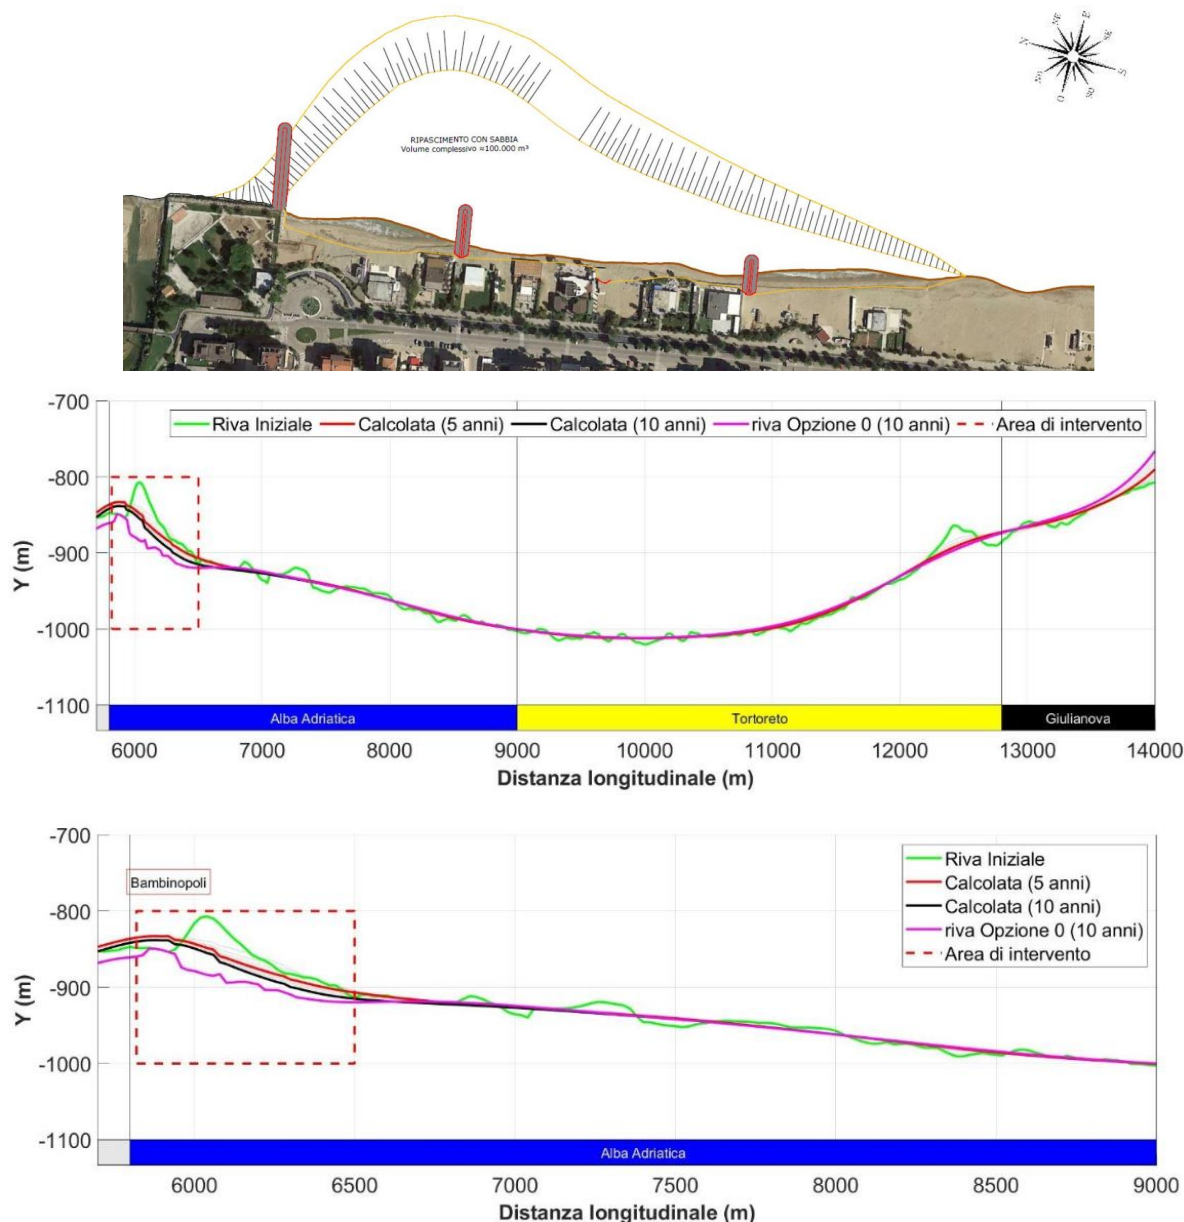 N
NE
E
SE
S
SO
O
NO
RIPASCIMENTO CON SABBIA
Volume complessivo ≈100.000 m³
-700
-800
-900
-1000
-1100
Y (m)
Riva Iniziale
Calcolata (5 anni)
Calcolata (10 anni)
riva Opzione 0 (10 anni)
Area di intervento
Alba Adriatica
Tortoreto
Giulianova
6000 7000 8000 9000 10000 11000 12000 13000 14000
Distanza longitudinale (m)
-700
-800
-900
-1000
-1100
Y (m)
Bambinopoli
Riva Iniziale
Calcolata (5 anni)
Calcolata (10 anni)
riva Opzione 0 (10 anni)
Area di intervento
Alba Adriatica
6000 6500 7000 7500 8000 8500 9000
Distanza longitudinale (m)